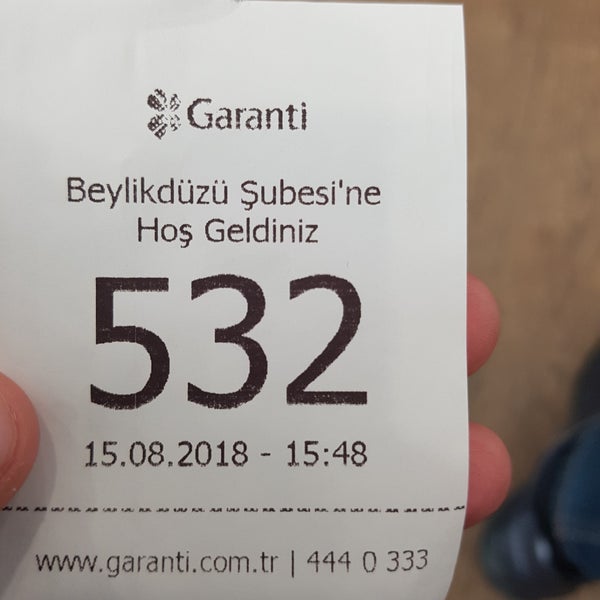 Garanti
Beylikdüzü Şubesi'ne
Hoş Geldiniz
532
15.08.2018 - 15:48
www.garanti.com.tr | 444 0 333